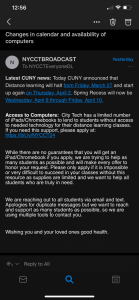 12:56
Changes in calendar and availability of
computers
NYCCTBROADCAST
Yesterday
To NYCCTEveryoneDL
Latest CUNY news: Today CUNY announced that
Distance learning will halt from Friday, March 27 and start
up again on Thursday, April 2. Spring Recess will now be
Wednesday, April 8 through Friday, April 10.
Access to Computers: City Tech has a limited number
of iPads/Chromebooks to lend to students without access
to needed technology for their distance learning classes.
If you need this support, please apply at:
While there are no guarantees that you will get an
iPad/Chromebook if you apply, we are trying to help as
many students as possible and will make every effort to
honor your request. Please only apply if it is impossible
or very difficult to succeed in your classes without this
resource as supplies are limited and we want to help all
students who are truly in need.
We are reaching out to all students via email and text.
Apologies for duplicate messages but we want to reach
and support as many students as possible, so we are
using multiple tools to contact you.
Wishing you and your loved ones good health.
Reply to All